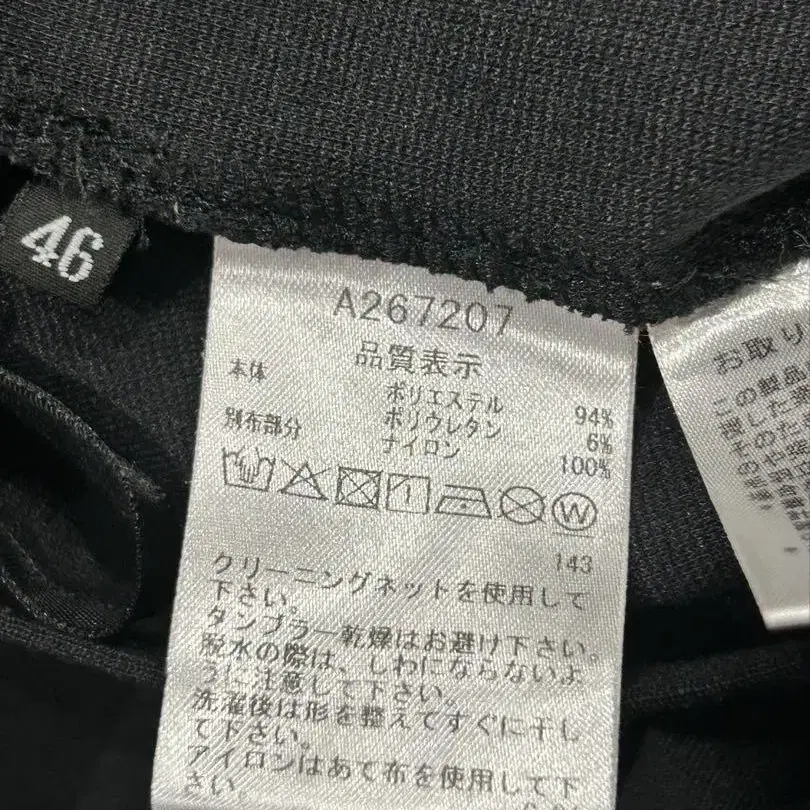 46
A267207
品質表示
本体 ポリエステル 94%
ポリウレタン 6%
別布部分 ナイロン 100%
W
143
クリーニングネットを使用して
下さい。
タンブラー乾燥はお避け下さい。
脱水の際は、しわにならないよ
うに注意して下さい。
洗濯後は形を整えてすぐに干し
て下さい。
アイロンはあて布を使用して下
さい。
お取り
この製品